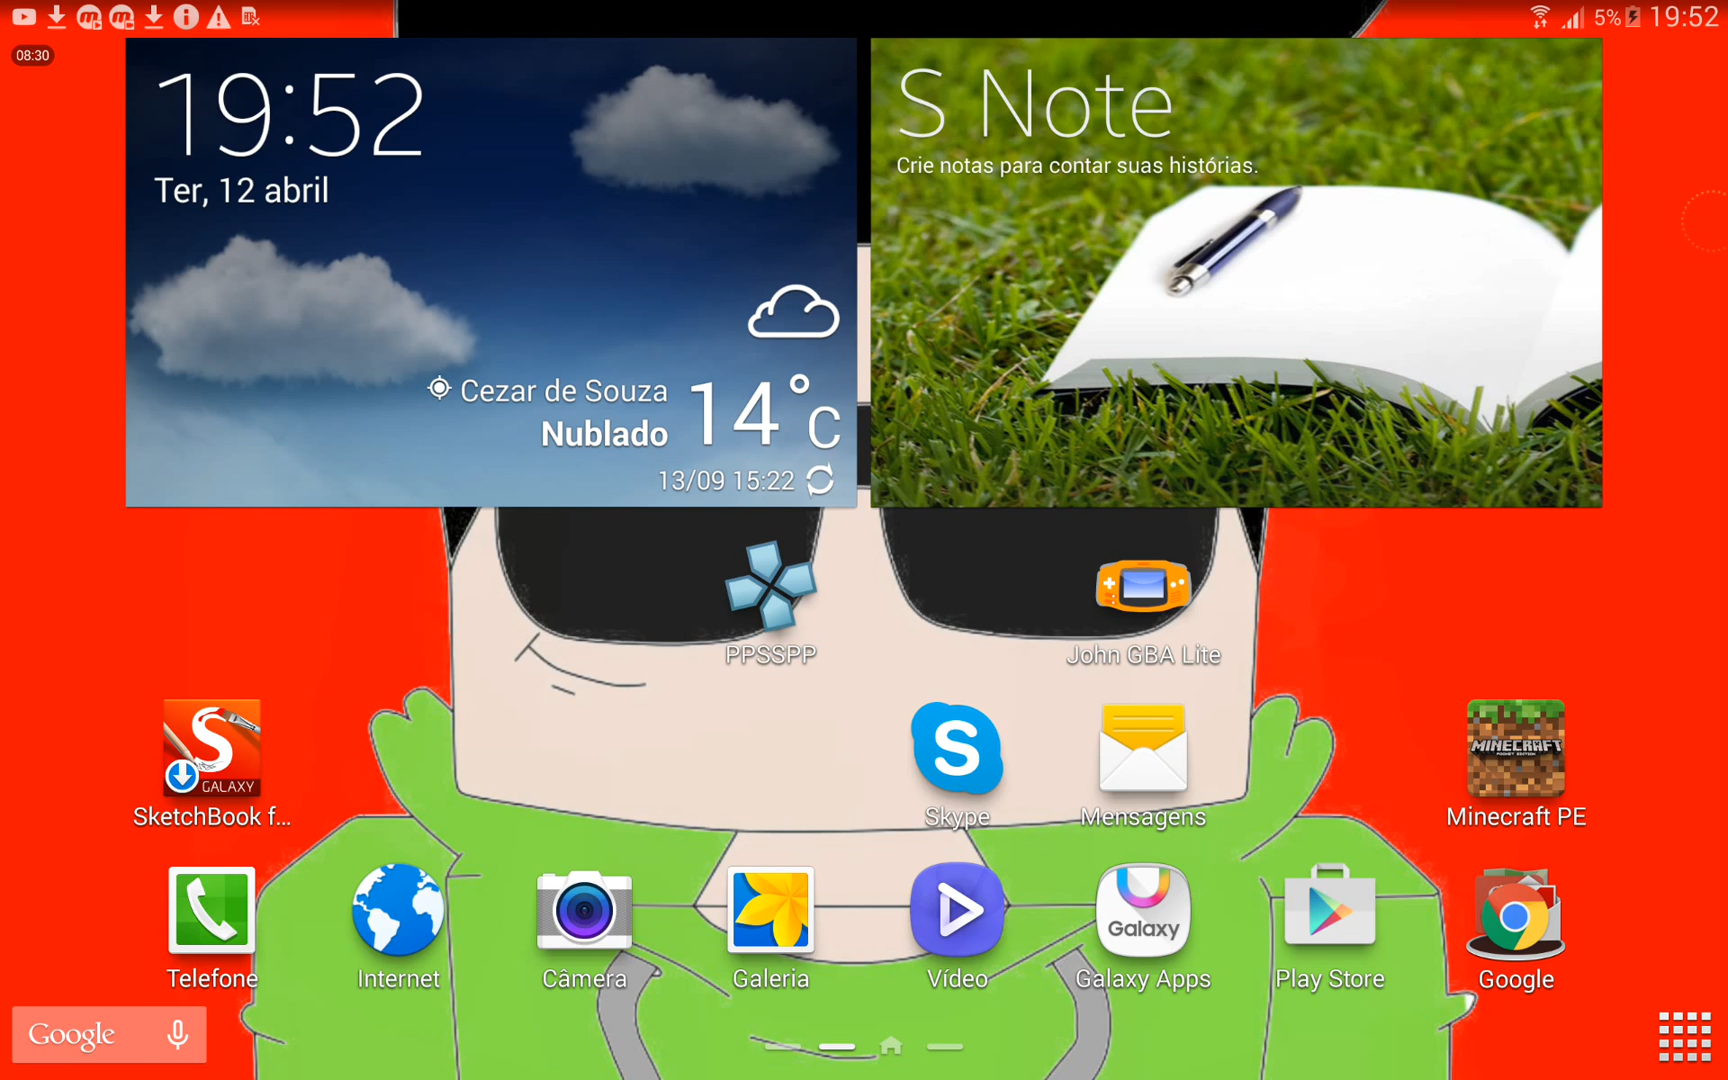 5% 19:52
08:30
19:52
Ter, 12 abril
Cezar de Souza
Nublado
14°C
13/09 15:22
S Note
Crie notas para contar suas histórias.
PPSSPP
John GBA Lite
S
GALAXY
SketchBook f...
S
Skype
Mensagens
MINECRAFT
POCKET EDITION
Minecraft PE
Telefone
Internet
Câmera
Galeria
Vídeo
Galaxy
Galaxy Apps
Play Store
Google
Google